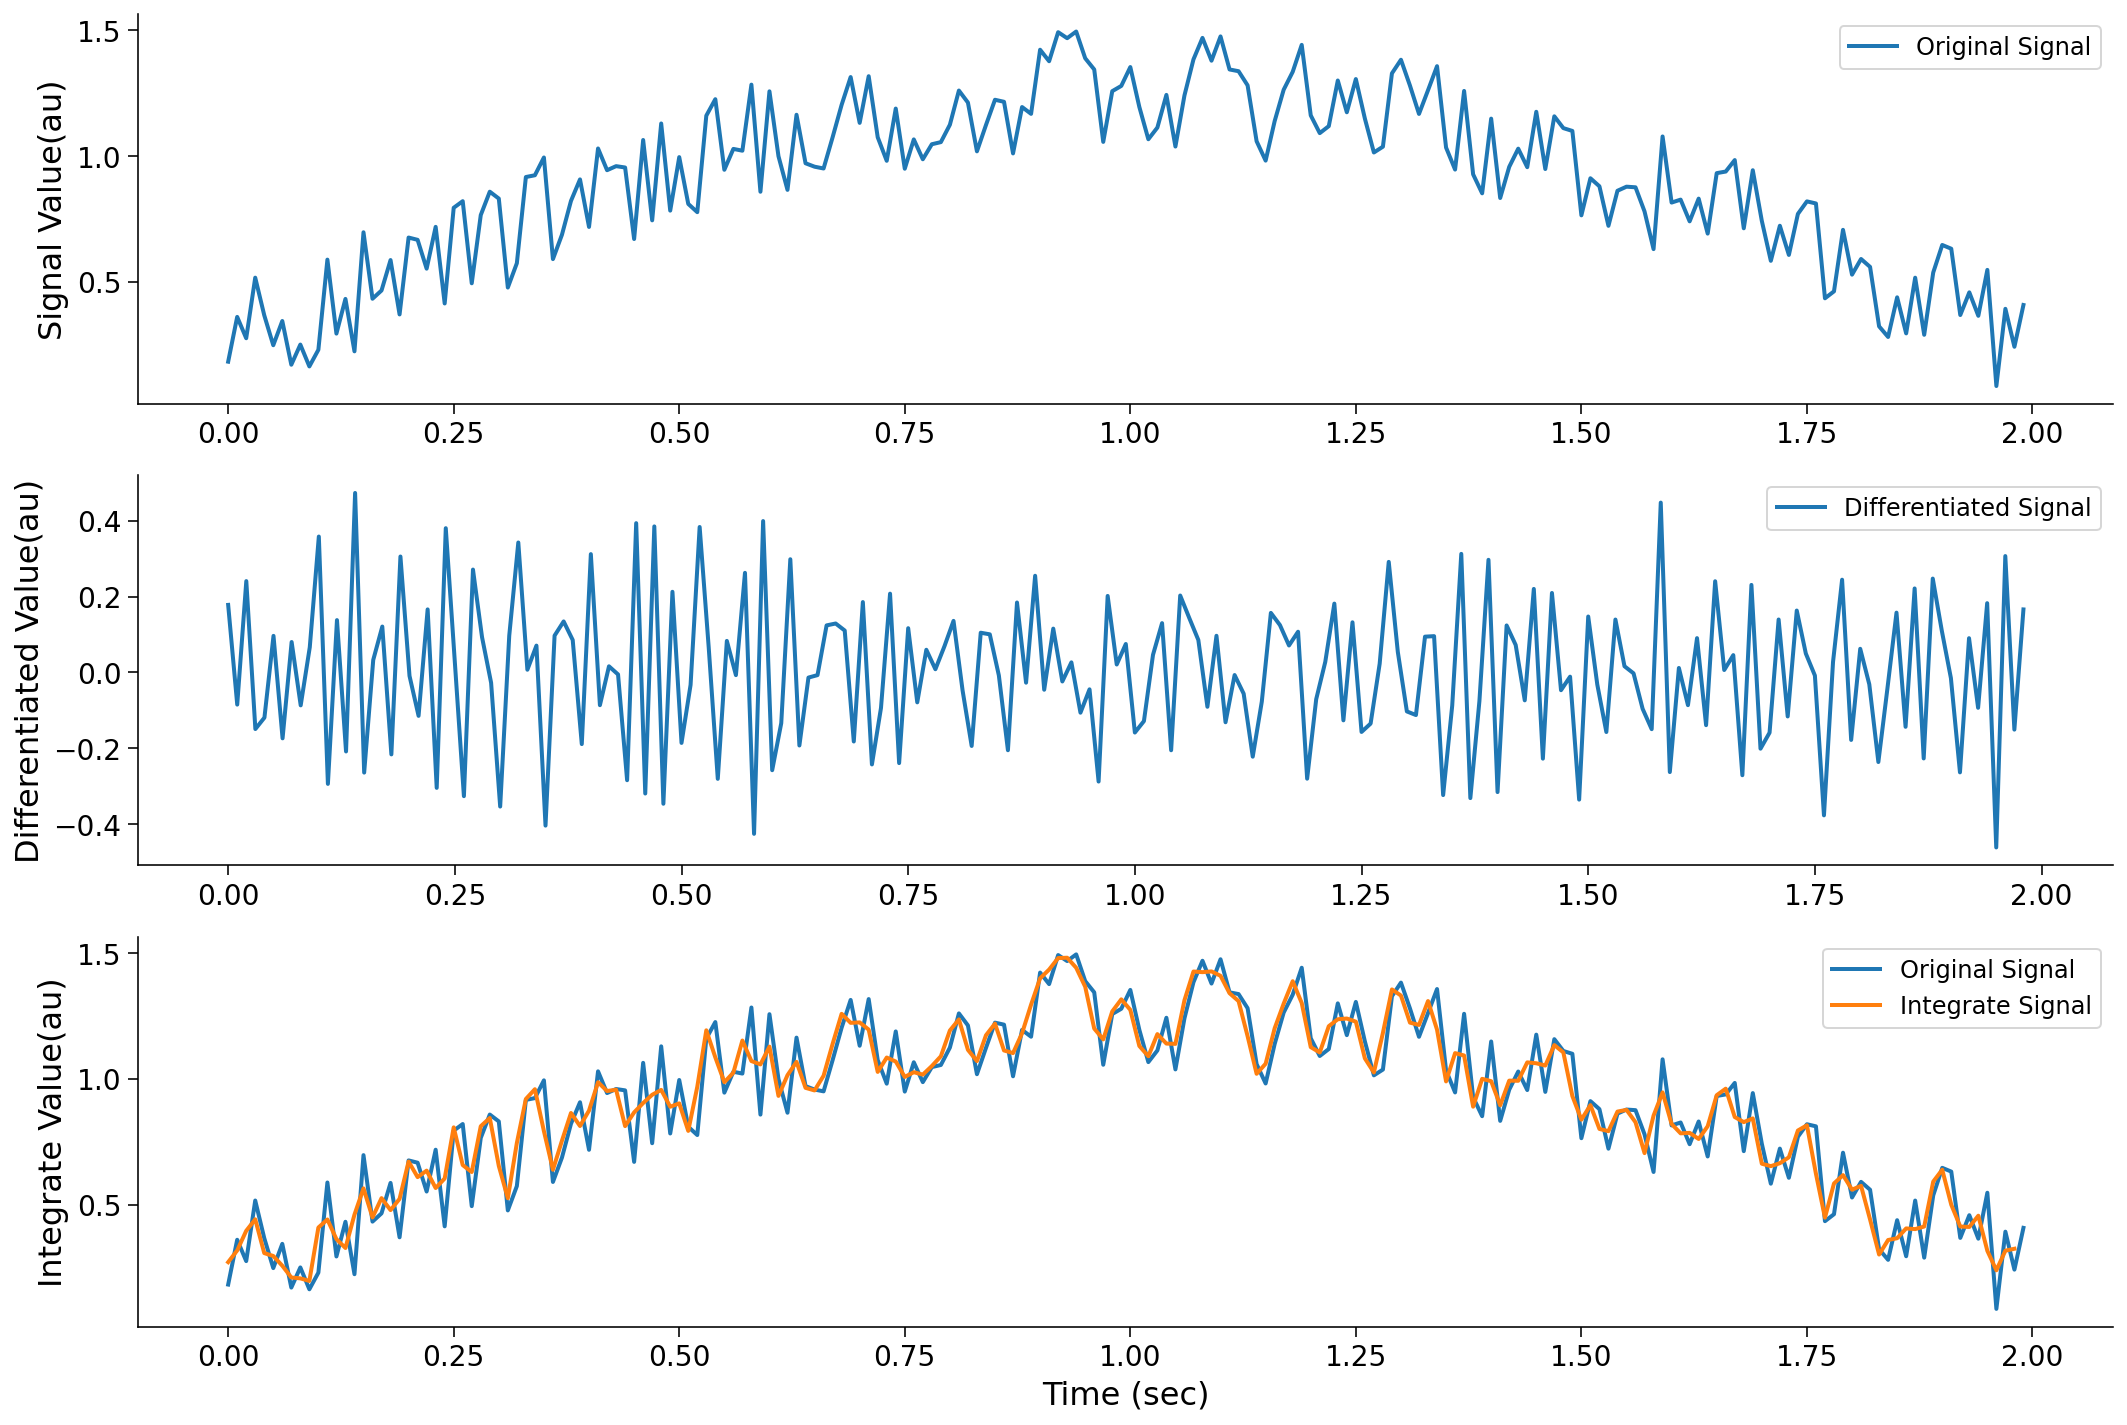 Signal Value(au)
1.5
1.0
0.5
Original Signal
0.00 0.25 0.50 0.75 1.00 1.25 1.50 1.75 2.00
Differentiated Value(au)
0.4
0.2
0.0
−0.2
−0.4
Differentiated Signal
0.00 0.25 0.50 0.75 1.00 1.25 1.50 1.75 2.00
Integrate Value(au)
1.5
1.0
0.5
Original Signal
Integrate Signal
0.00 0.25 0.50 0.75 1.00 1.25 1.50 1.75 2.00
Time (sec)